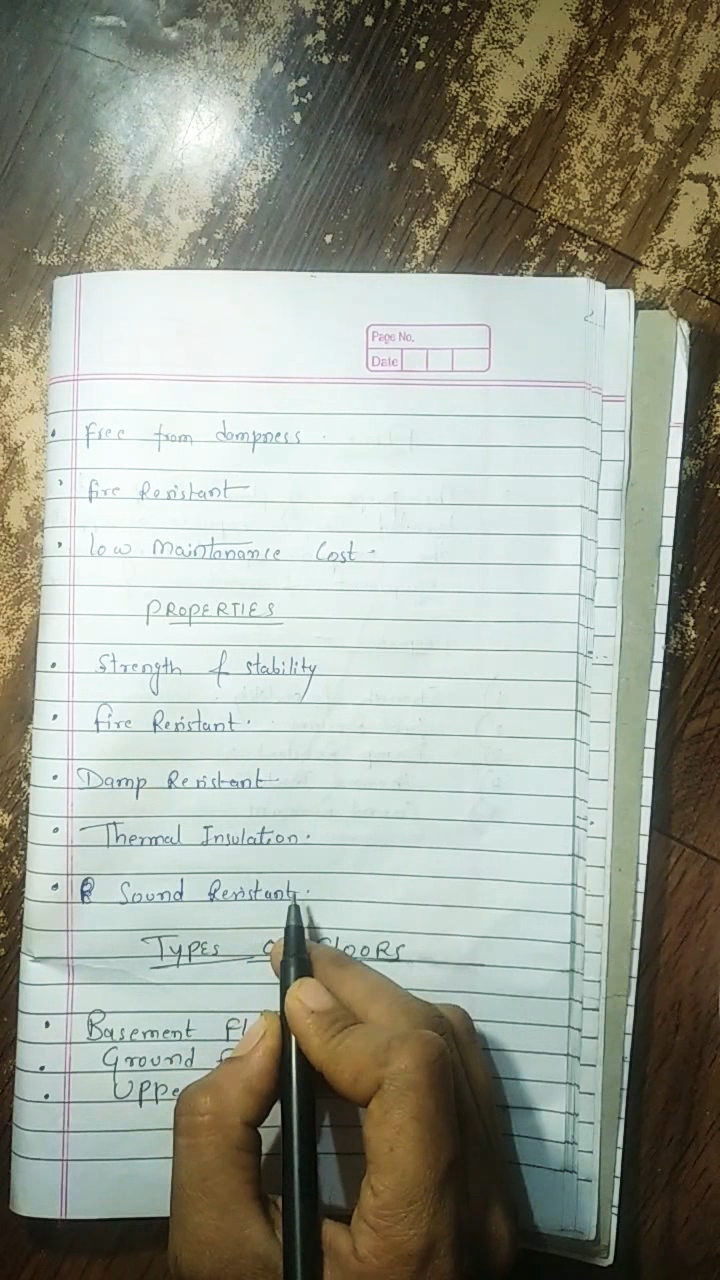 Page No.
Date
• Free from dampness.
• fire Resistant
• Low Maintanance Cost.
PROPERTIES
• Strength & stability
• fire Resistant.
• Damp Resistant.
• Thermal Insulation.
• Sound Resistant.
TYPES FLOORS
• Basement
• Ground
•